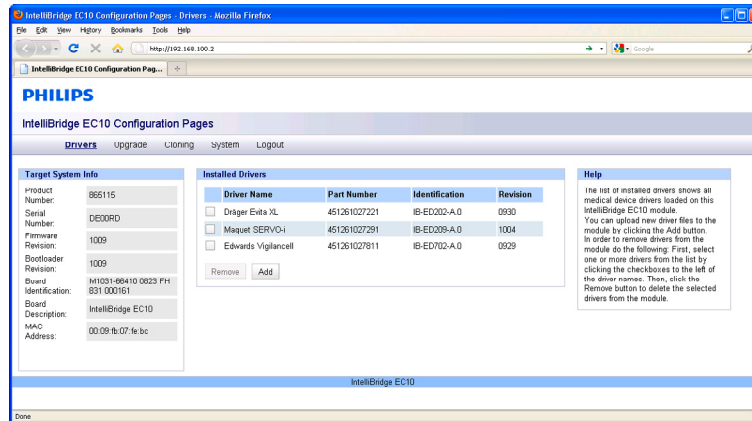 IntelliBridge EC10 Configuration Pages - Drivers - Mozilla Firefox
File Edit View History Bookmarks Tools Help
http://192.168.100.2
Google
IntelliBridge EC10 Configuration Pag...
PHILIPS
IntelliBridge EC10 Configuration Pages
Drivers Upgrade Cloning System Logout
Target System Info
Product Number: 865115
Serial Number: DE00RD
Firmware Revision: 1009
Bootloader Revision: 1009
Board Identification: M1031-66410 0823 FH 831 000161
Board Description: IntelliBridge EC10
MAC Address: 00:09:fb:07:fe:bc
Installed Drivers
Driver Name Part Number Identification Revision
Dräger Evita XL 451261027221 IB-ED202-A.0 0930
Maquet SERVO-i 451261027291 IB-ED209-A.0 1004
Edwards VigilanceII 451261027811 IB-ED702-A.0 0929
Remove Add
Help
The list of installed drivers shows all
medical device drivers loaded on this
IntelliBridge EC10 module.
You can upload new driver files to the
module by clicking the Add button.
In order to remove drivers from the
module do the following: First, select
one or more drivers from the list by
clicking the checkboxes to the left of
the driver names. Then, click the
Remove button to delete the selected
drivers from the module.
IntelliBridge EC10
Done